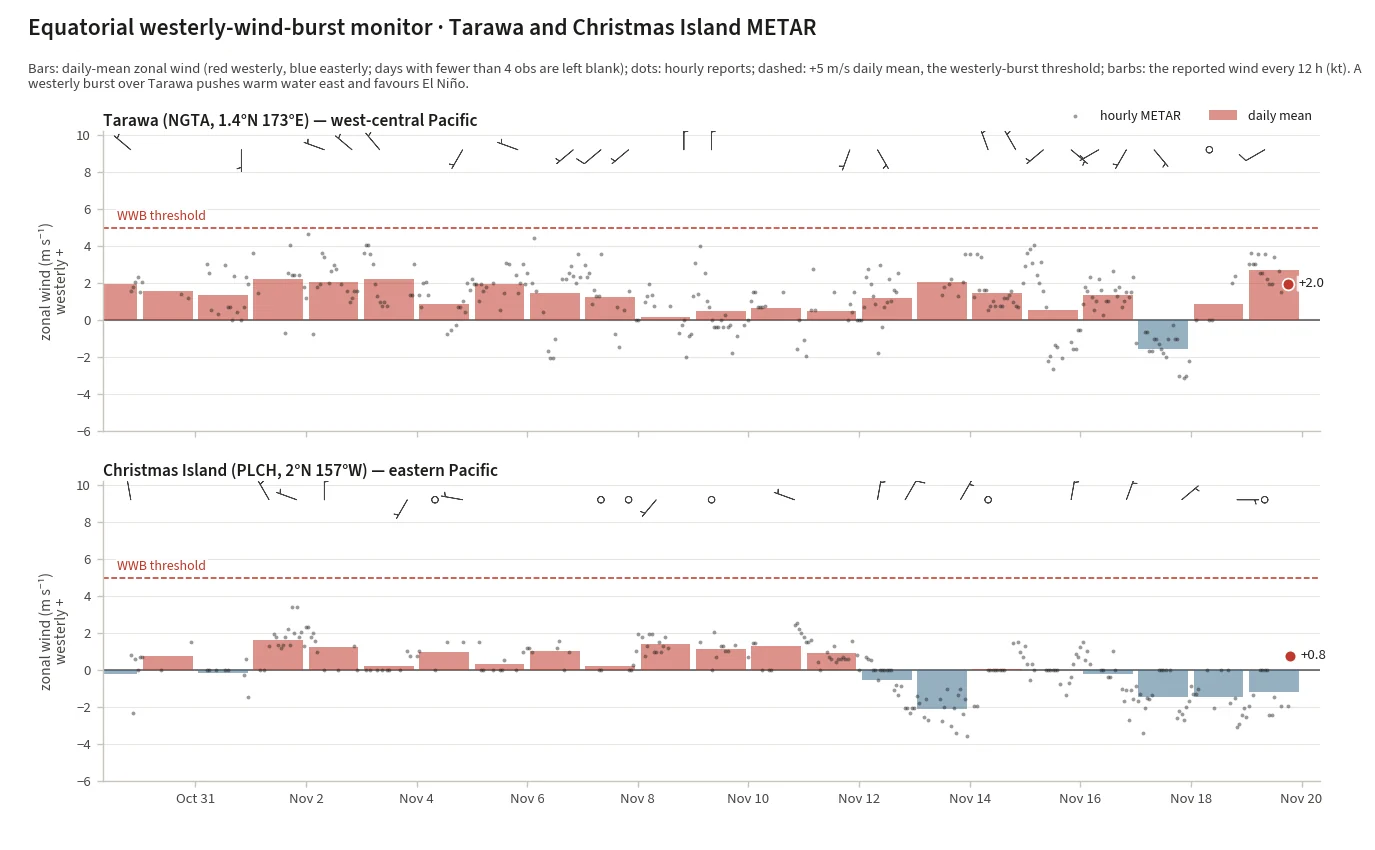 Equatorial westerly-wind-burst monitor · Tarawa and Christmas Island METAR
Bars: daily-mean zonal wind (red westerly, blue easterly; days with fewer than 4 obs are left blank); dots: hourly reports; dashed: +5 m/s daily mean, the westerly-burst threshold; barbs: the reported wind every 12 h (kt). A
westerly burst over Tarawa pushes warm water east and favours El Niño.
Tarawa (NGTA, 1.4°N 173°E) — west-central Pacific
hourly METAR
daily mean
10
8
6
4
2
0
−2
−4
−6
zonal wind (m s⁻¹)
westerly +
WWB threshold
+2.0
Christmas Island (PLCH, 2°N 157°W) — eastern Pacific
10
8
6
4
2
0
−2
−4
−6
zonal wind (m s⁻¹)
westerly +
WWB threshold
+0.8
Oct 31
Nov 2
Nov 4
Nov 6
Nov 8
Nov 10
Nov 12
Nov 14
Nov 16
Nov 18
Nov 20